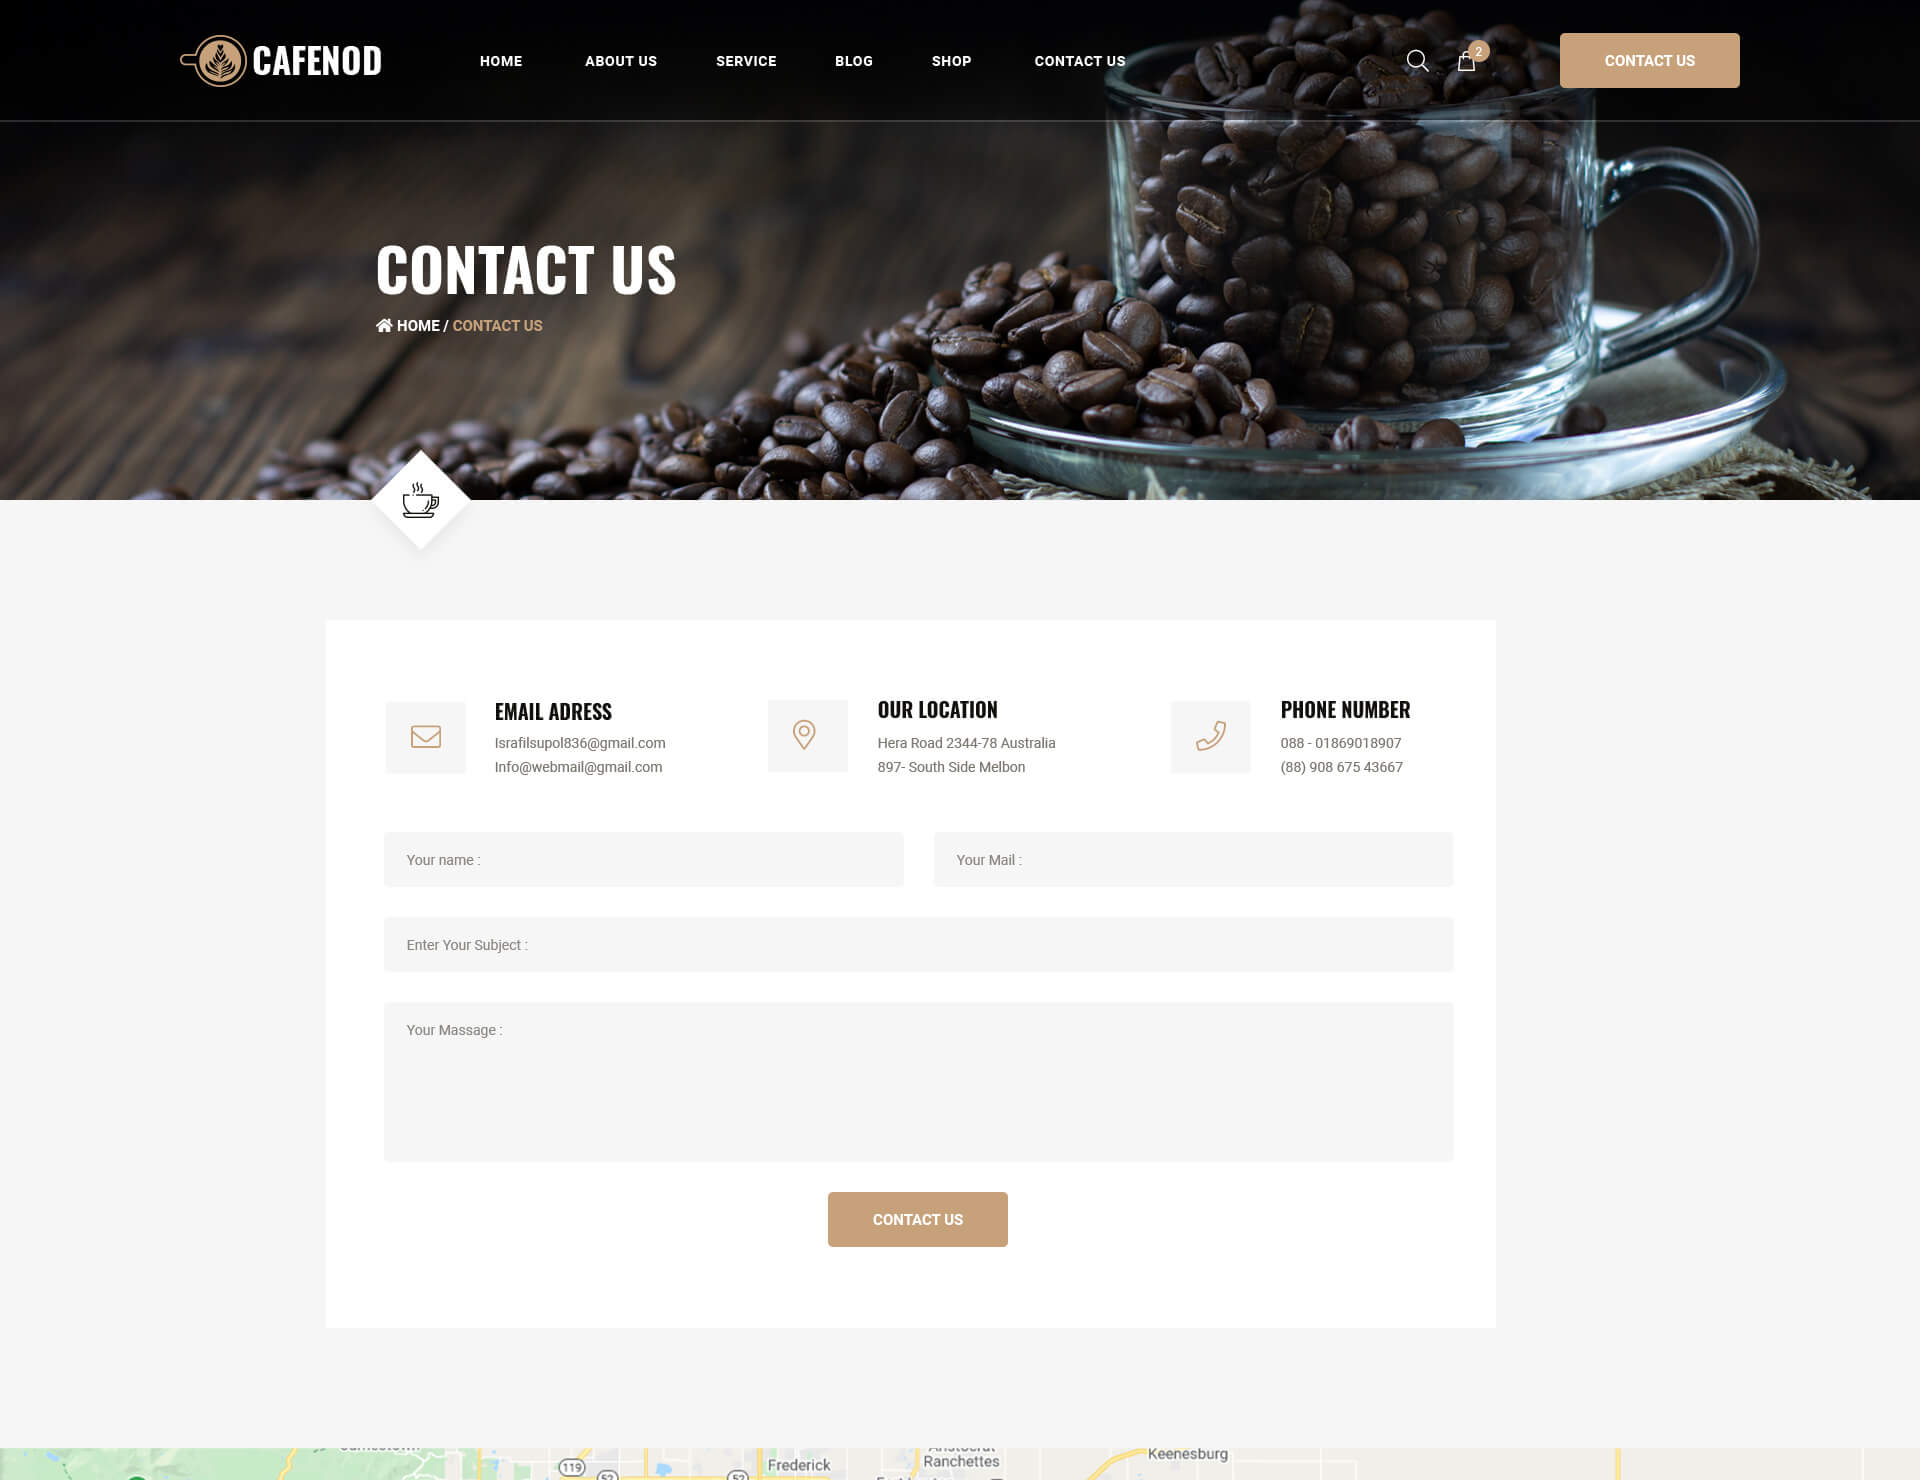 CAFENOD
HOME ABOUT US SERVICE BLOG SHOP CONTACT US
2
CONTACT US
CONTACT US
HOME / CONTACT US
EMAIL ADRESS
Israfilsupol836@gmail.com
Info@webmail@gmail.com
OUR LOCATION
Hera Road 2344-78 Australia
897- South Side Melbon
PHONE NUMBER
088 - 01869018907
(88) 908 675 43667
Your name :
Your Mail :
Enter Your Subject :
Your Massage :
CONTACT US
Keenesburg
Ranchettes
Frederick
119
52
52